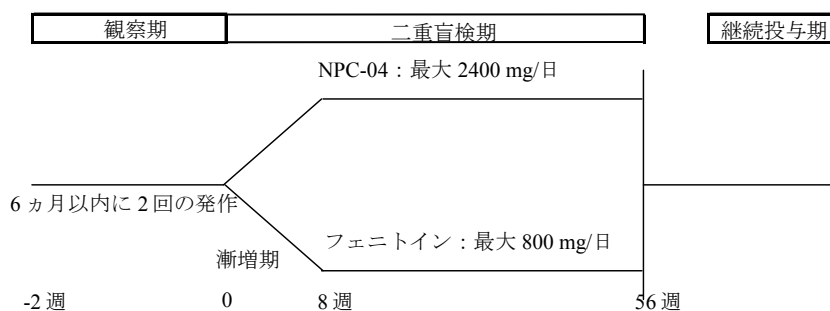 観察期 二重盲検期 継続投与期
NPC-04：最大 2400 mg/日
6 ヵ月以内に 2 回の発作
フェニトイン：最大 800 mg/日
漸増期
-2 週 0 8 週 56 週